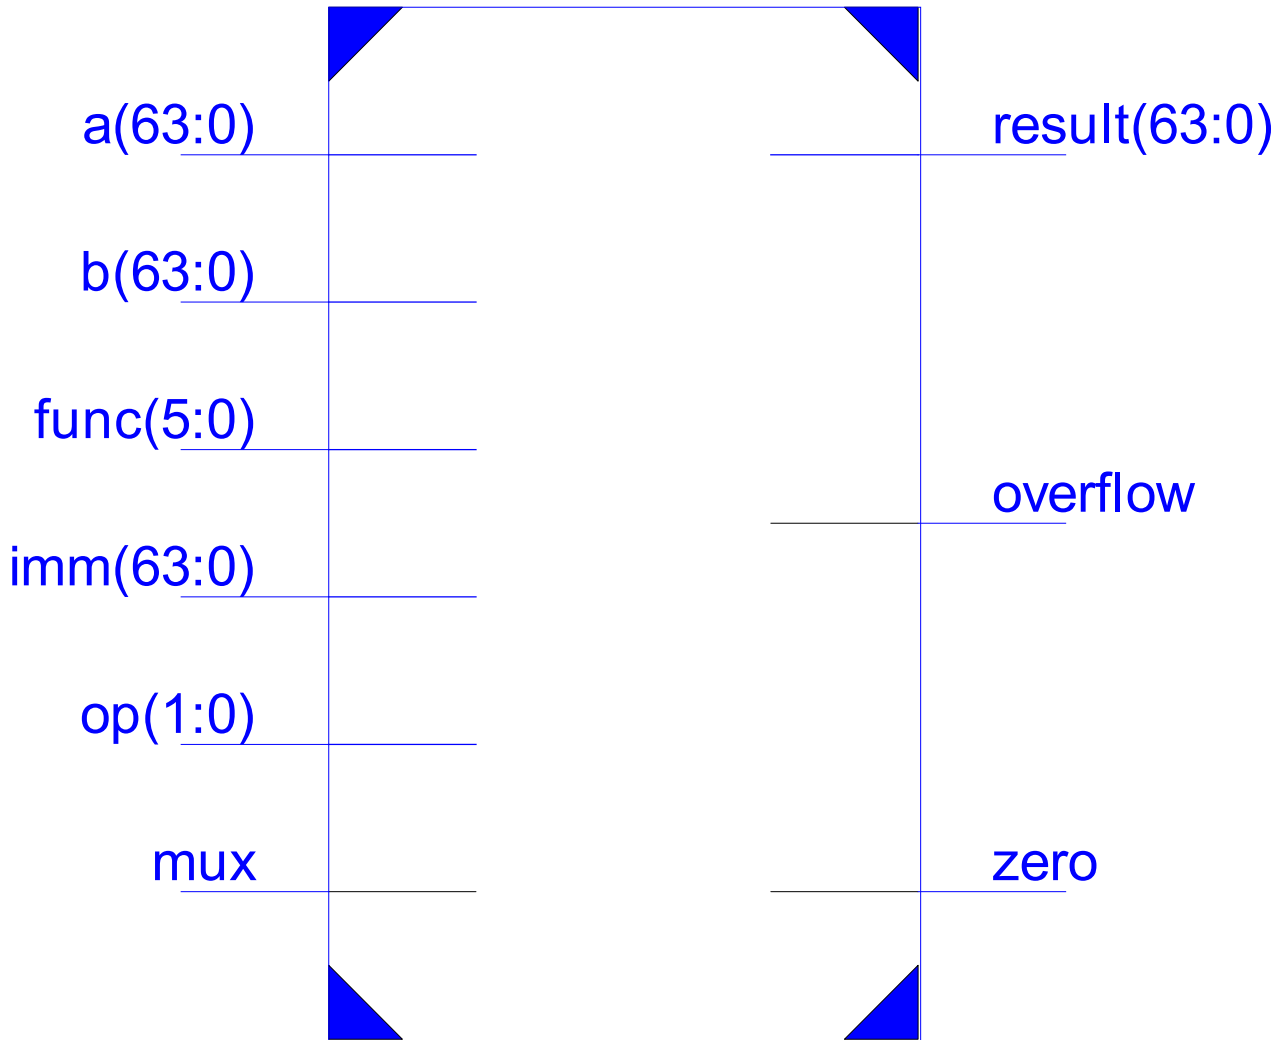 a(63:0)
result(63:0)
b(63:0)
func(5:0)
overflow
imm(63:0)
op(1:0)
mux
zero